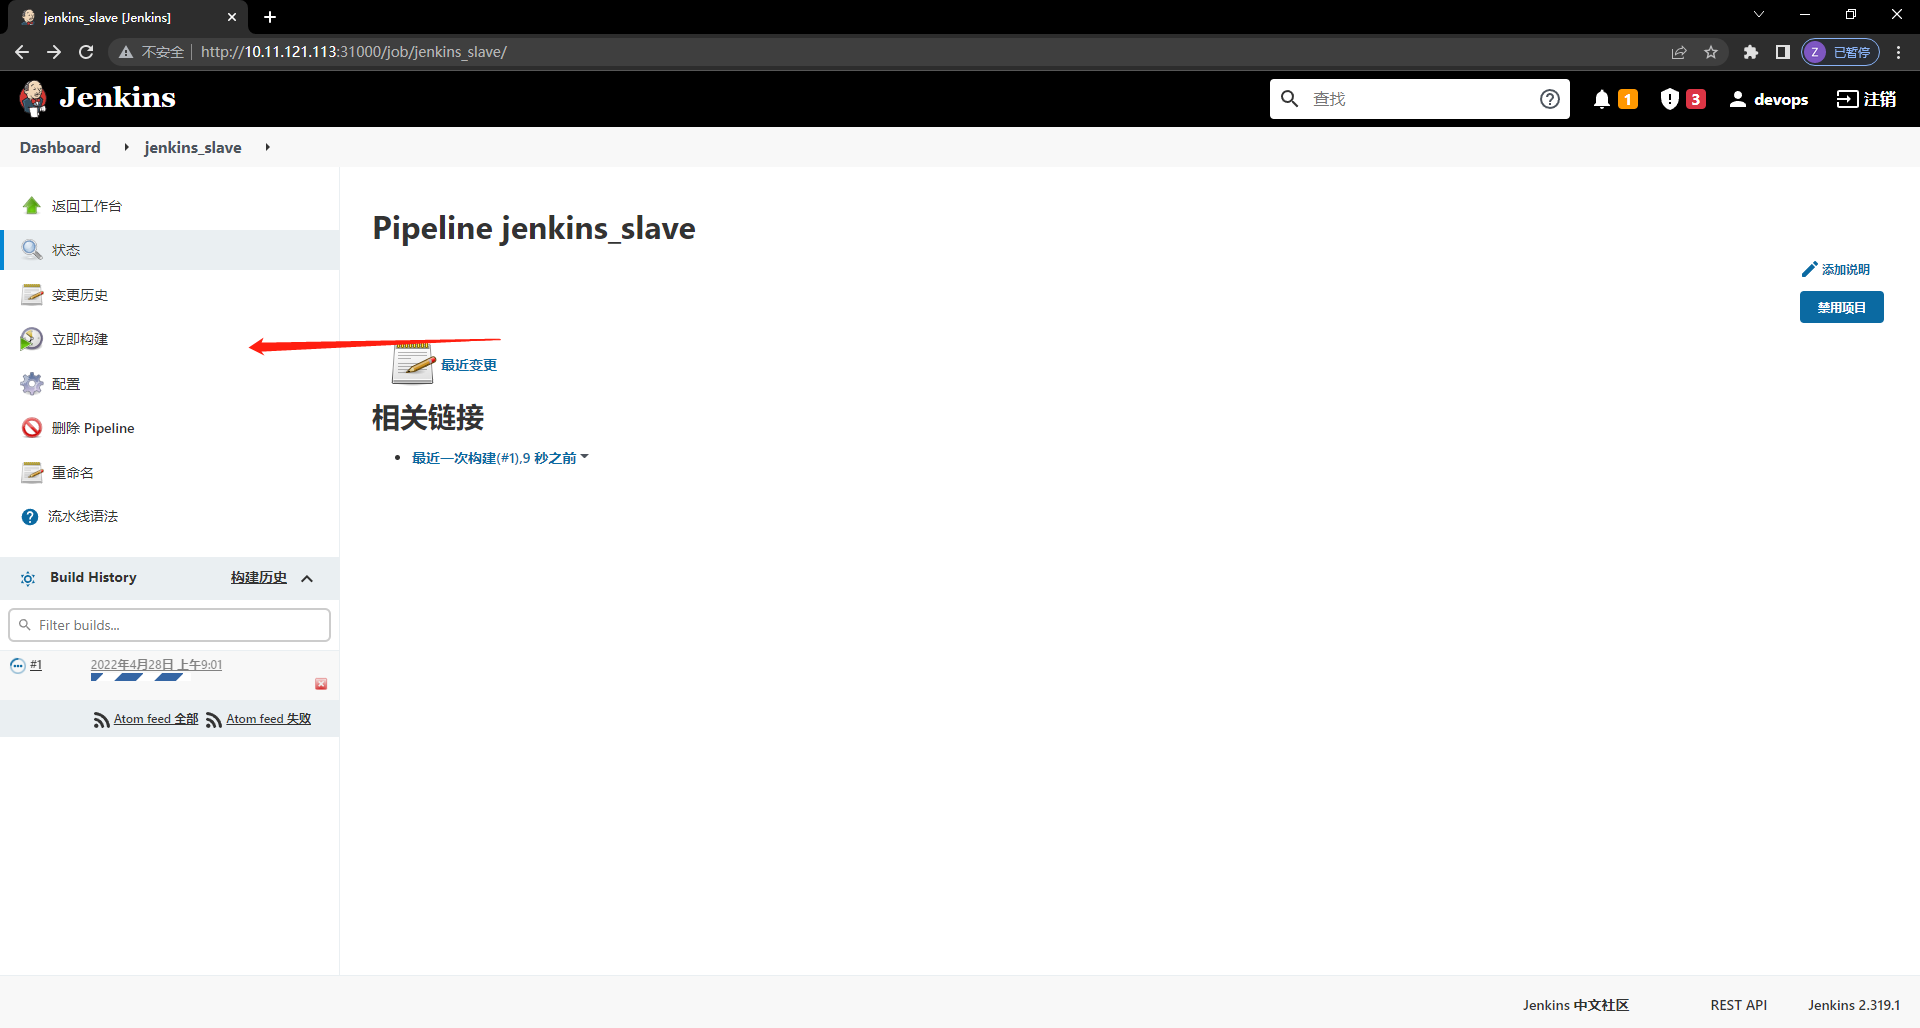 jenkins_slave [Jenkins]
不安全 http://10.11.121.113:31000/job/jenkins_slave/
Z 已暂停
Jenkins
查找
1
3
devops
注销
Dashboard
jenkins_slave
返回工作台
状态
变更历史
立即构建
配置
删除 Pipeline
重命名
流水线语法
Build History 构建历史
Filter builds...
#1 2022年4月28日 上午9:01
Atom feed 全部 Atom feed 失败
Pipeline jenkins_slave
添加说明
禁用项目
最近变更
相关链接
最近一次构建(#1),9 秒之前
Jenkins 中文社区 REST API Jenkins 2.319.1